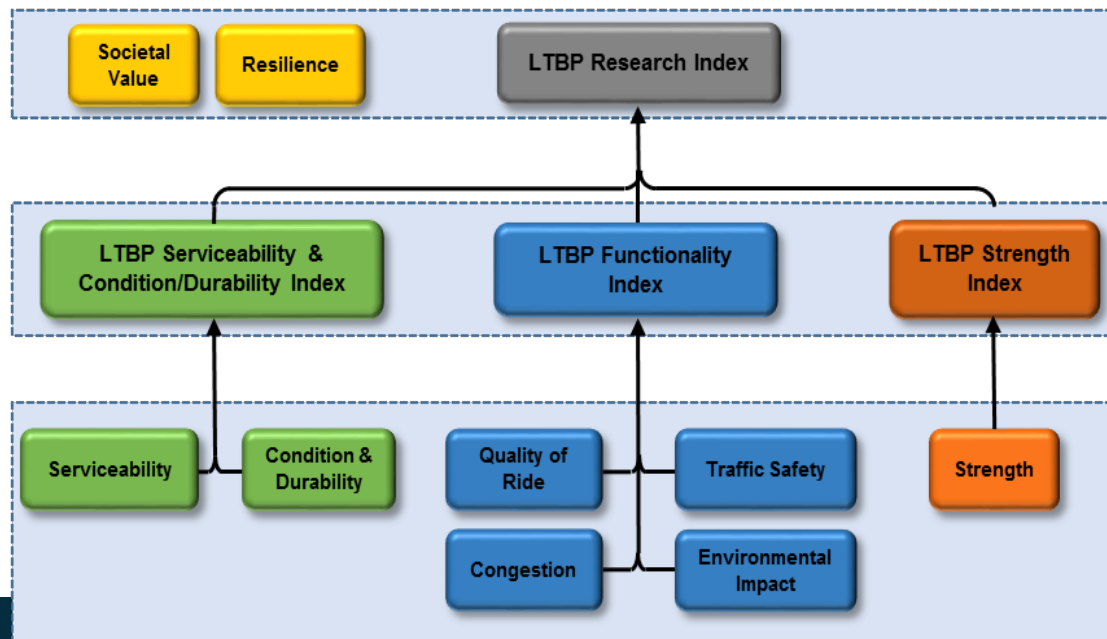 Societal
Value
Resilience
LTBP Research Index
LTBP Serviceability &
Condition/Durability Index
LTBP Functionality
Index
LTBP Strength
Index
Serviceability
Condition &
Durability
Quality of
Ride
Traffic Safety
Strength
Congestion
Environmental
Impact